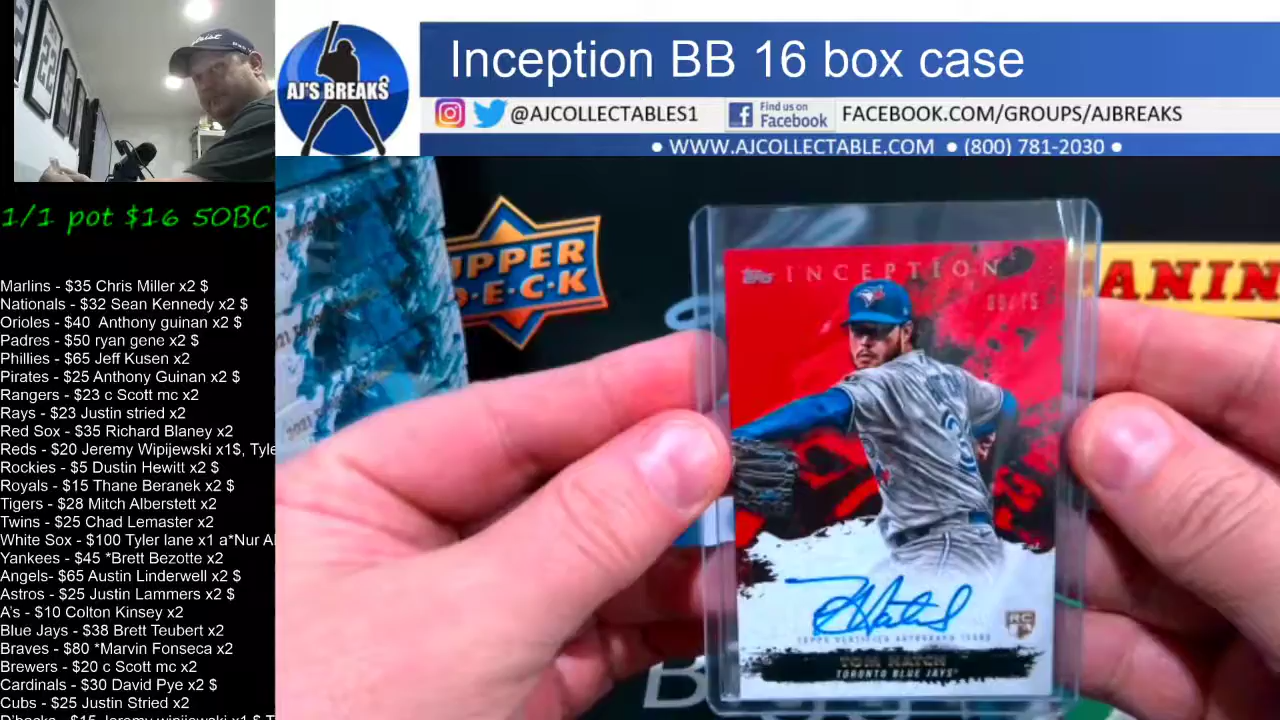 Inception BB 16 box case
AJ'S BREAKS
@AJCOLLECTABLES1
Find us on
Facebook
FACEBOOK.COM/GROUPS/AJBREAKS
• WWW.AJCOLLECTABLE.COM • (800) 781-2030 •
1/1 pot $16 SOBC
Marlins - $35 Chris Miller x2 $
Nationals - $32 Sean Kennedy x2 $
Orioles - $40 Anthony guinan x2 $
Padres - $50 ryan gene x2 $
Phillies - $65 Jeff Kusen x2
Pirates - $25 Anthony Guinan x2 $
Rangers - $23 c Scott mc x2
Rays - $23 Justin stried x2
Red Sox - $35 Richard Blaney x2
Reds - $20 Jeremy Wipijewski x1$, Tyle
Rockies - $5 Dustin Hewitt x2 $
Royals - $15 Thane Beranek x2 $
Tigers - $28 Mitch Alberstett x2
Twins - $25 Chad Lemaster x2
White Sox - $100 Tyler lane x1 a*Nur Al
Yankees - $45 *Brett Bezotte x2
Angels- $65 Austin Linderwell x2 $
Astros - $25 Justin Lammers x2 $
A's - $10 Colton Kinsey x2
Blue Jays - $38 Brett Teubert x2
Braves - $80 *Marvin Fonseca x2
Brewers - $20 c Scott mc x2
Cardinals - $30 David Pye x2 $
Cubs - $25 Justin Stried x2
UPPER
DECK
PANINI
Topps INCEPTION
RC
TOPPS CERTIFIED AUTOGRAPH ISSUE
TOM HATCH
TORONTO BLUE JAYS